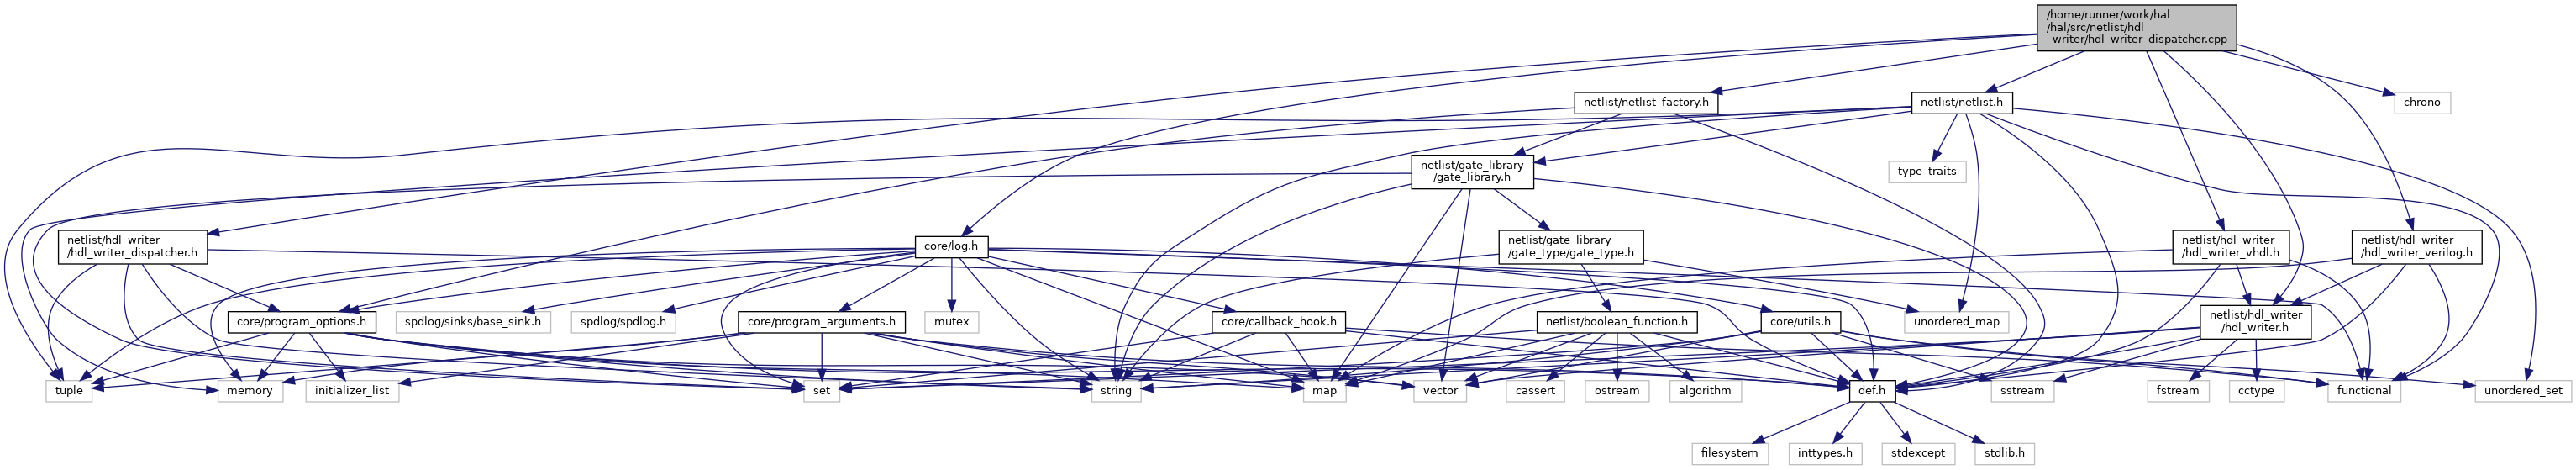 /home/runner/work/hal
/hal/src/netlist/hdl
_writer/hdl_writer_dispatcher.cpp
netlist/netlist_factory.h
netlist/netlist.h
chrono
netlist/gate_library
/gate_library.h
type_traits
netlist/hdl_writer
/hdl_writer_dispatcher.h
core/log.h
netlist/gate_library
/gate_type/gate_type.h
netlist/hdl_writer
/hdl_writer_vhdl.h
netlist/hdl_writer
/hdl_writer_verilog.h
core/program_options.h
spdlog/sinks/base_sink.h
spdlog/spdlog.h
core/program_arguments.h
mutex
core/callback_hook.h
netlist/boolean_function.h
core/utils.h
unordered_map
netlist/hdl_writer
/hdl_writer.h
tuple
memory
initializer_list
set
string
map
vector
cassert
ostream
algorithm
def.h
sstream
fstream
cctype
functional
unordered_set
filesystem
inttypes.h
stdexcept
stdlib.h